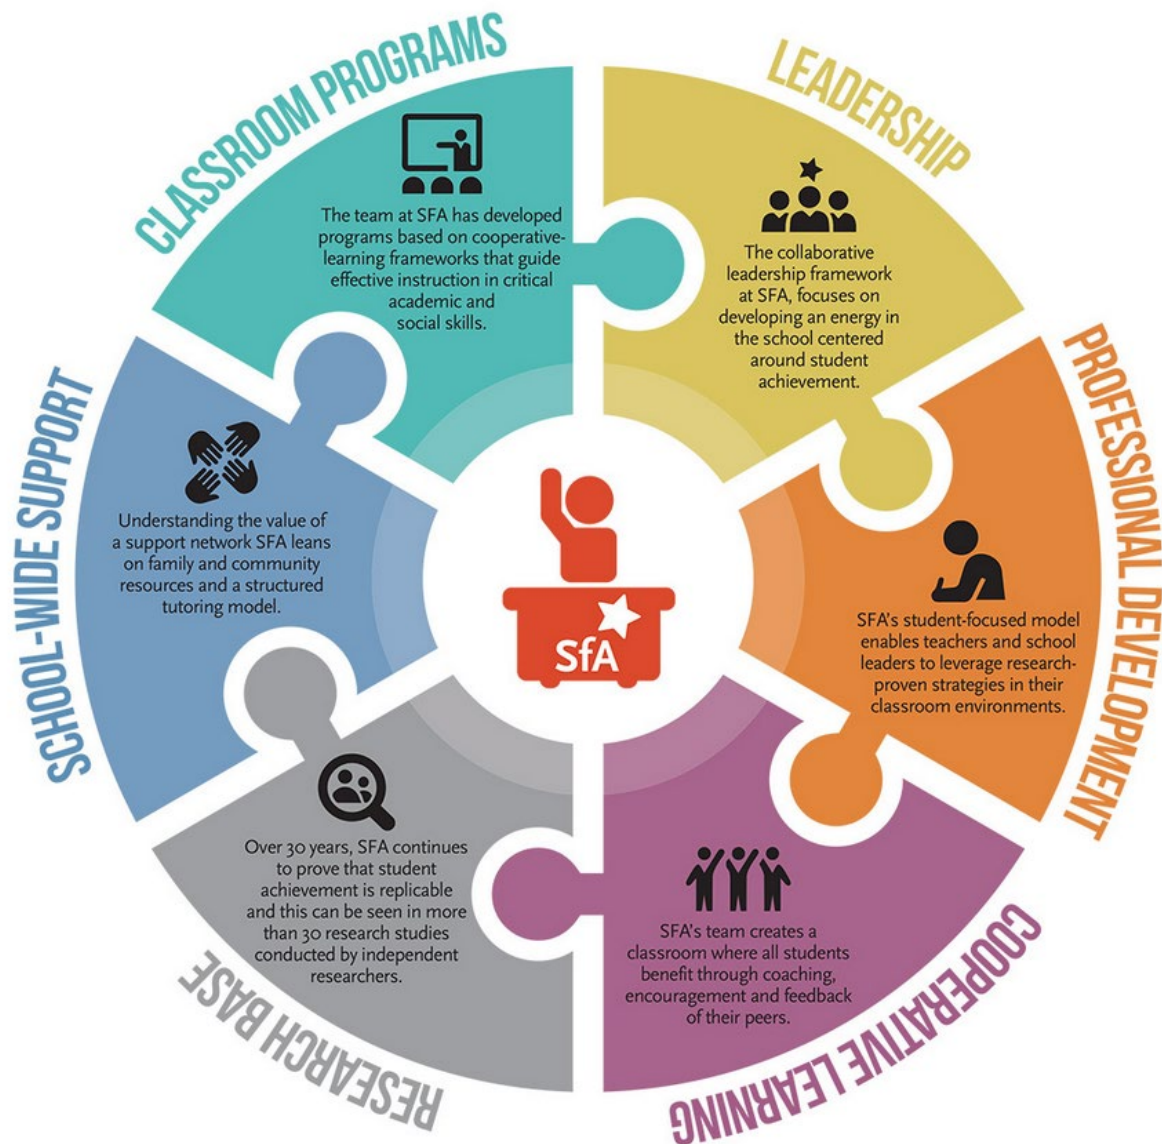 CLASSROOM PROGRAMS
The team at SFA has developed
programs based on cooperative-
learning frameworks that guide
effective instruction in critical
academic and
social skills.
LEADERSHIP
The collaborative
leadership framework
at SFA, focuses on
developing an energy in
the school centered
around student
achievement.
PROFESSIONAL DEVELOPMENT
SFA's student-focused model
enables teachers and school
leaders to leverage research-
proven strategies in their
classroom environments.
COOPERATIVE LEARNING
SFA's team creates a
classroom where all students
benefit through coaching,
encouragement and feedback
of their peers.
RESEARCH BASE
Over 30 years, SFA continues
to prove that student
achievement is replicable
and this can be seen in more
than 30 research studies
conducted by independent
researchers.
SCHOOL-WIDE SUPPORT
Understanding the value of
a support network SFA leans
on family and community
resources and a structured
tutoring model.
SfA